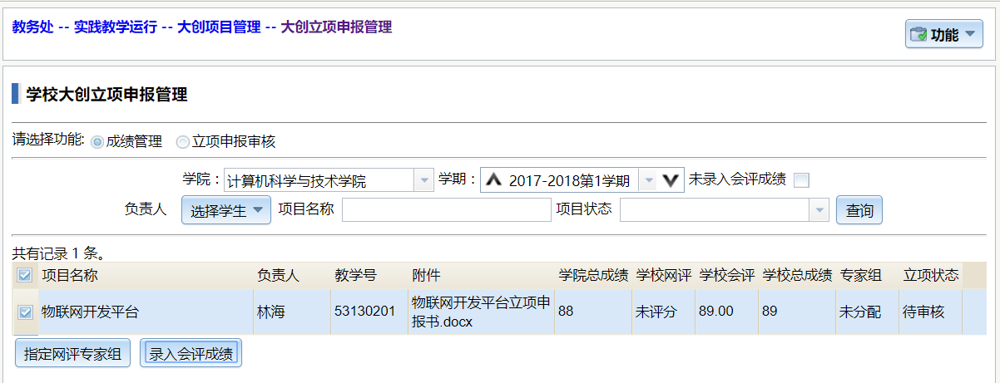 教务处 -- 实践教学运行 -- 大创项目管理 -- 大创立项申报管理
功能
学校大创立项申报管理
请选择功能: 成绩管理 立项申报审核
学院： 计算机科学与技术学院 学期： 2017-2018第1学期 未录入会评成绩
负责人 选择学生 项目名称 项目状态 查询
共有记录 1 条。
项目名称 负责人 教学号 附件 学院总成绩 学校网评 学校会评 学校总成绩 专家组 立项状态
物联网开发平台 林海 53130201 物联网开发平台立项申 88 未评分 89.00 89 未分配 待审核
报书.docx
指定网评专家组 录入会评成绩